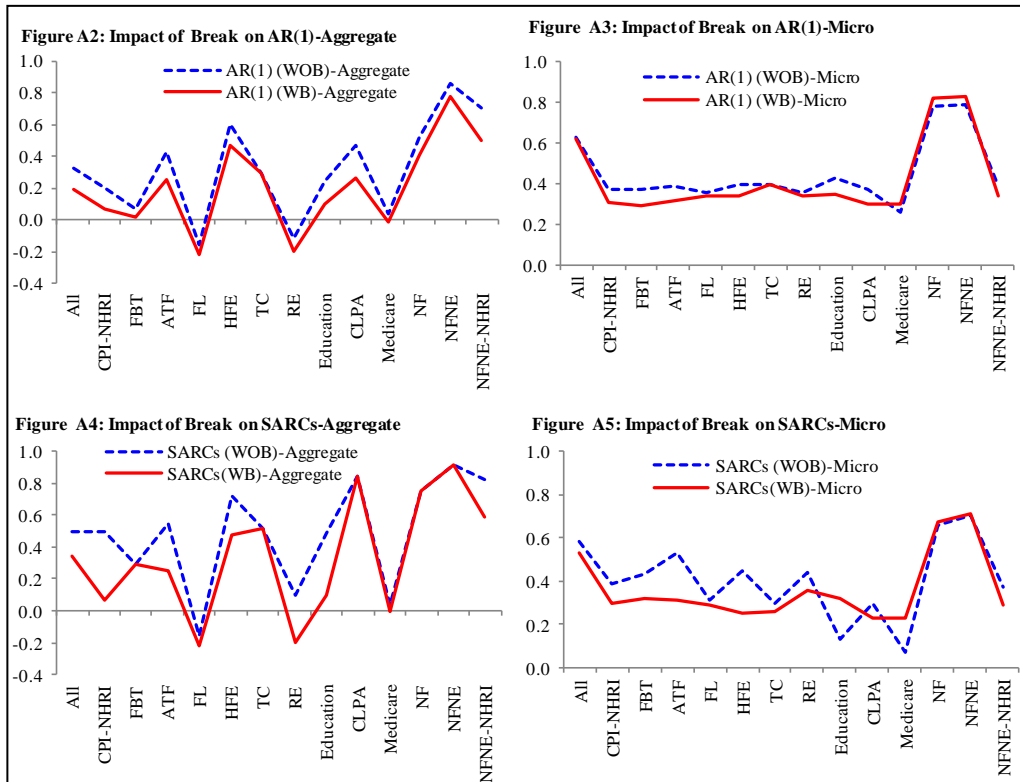 Figure A2: Impact of Break on AR(1)-Aggregate
AR(1) (WOB)-Aggregate
AR(1) (WB)-Aggregate
1.0
0.8
0.6
0.4
0.2
0.0
-0.2
-0.4
All
CPI-NHRI
FBT
ATF
FL
HFE
TC
RE
Education
CLPA
Medicare
NF
NFNE
NFNE-NHRI
Figure A3: Impact of Break on AR(1)-Micro
AR(1) (WOB)-Micro
AR(1) (WB)-Micro
1.0
0.8
0.6
0.4
0.2
0.0
All
CPI-NHRI
FBT
ATF
FL
HFE
TC
RE
Education
CLPA
Medicare
NF
NFNE
NFNE-NHRI
Figure A4: Impact of Break on SARCs-Aggregate
SARCs (WOB)-Aggregate
SARCs(WB)-Aggregate
1.0
0.8
0.6
0.4
0.2
0.0
-0.2
-0.4
All
CPI-NHRI
FBT
ATF
FL
HFE
TC
RE
Education
CLPA
Medicare
NF
NFNE
NFNE-NHRI
Figure A5: Impact of Break on SARCs-Micro
SARCs (WOB)-Micro
SARCs(WB)-Micro
1.0
0.8
0.6
0.4
0.2
0.0
All
CPI-NHRI
FBT
ATF
FL
HFE
TC
RE
Education
CLPA
Medicare
NF
NFNE
NFNE-NHRI